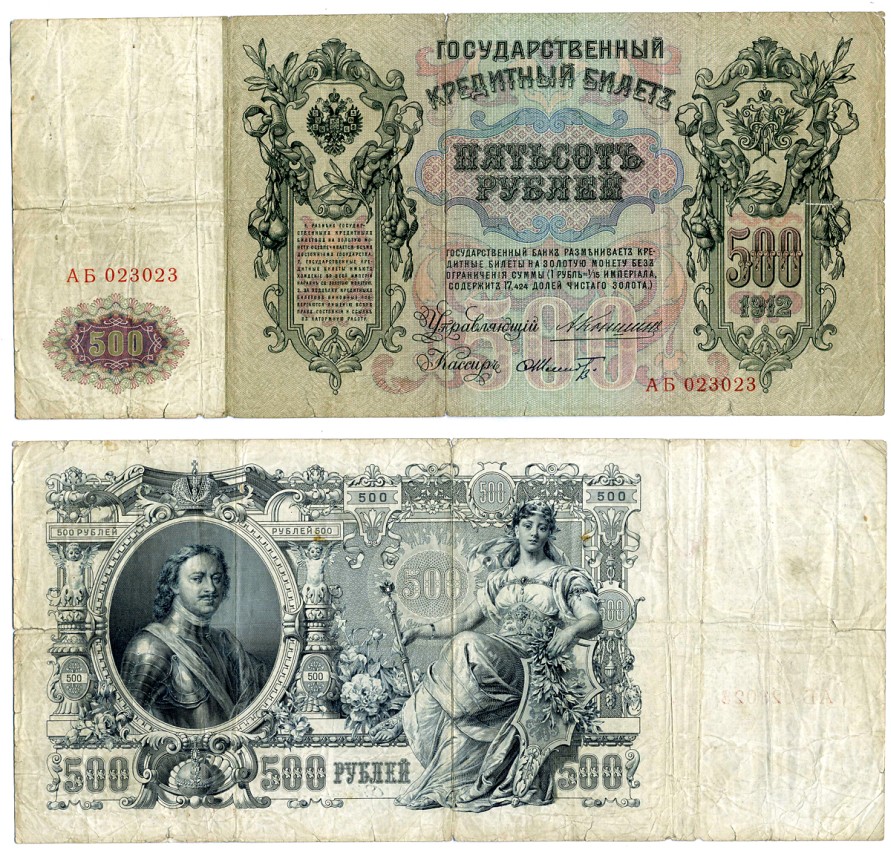 ГОСУДАРСТВЕННЫЙ
КРЕДИТНЫЙ БИЛЕТЪ
ПЯТЬСОТЪ
РУБЛЕЙ
ГОСУДАРСТВЕННЫЙ БАНКЪ РАЗМѢНИВАЕТЪ КРЕ-
ДИТНЫЕ БИЛЕТЫ НА ЗОЛОТУЮ МОНЕТУ БЕЗЪ
ОГРАНИЧЕНІЯ СУММЫ (1 РУБЛЬ=1/15 ИМПЕРІАЛА,
СОДЕРЖИТЪ 17,424 ДОЛЕЙ ЧИСТАГО ЗОЛОТА.)
Управляющій
Кассиръ
500
АБ 023023
500
500
1912
АБ 023023
500 РУБЛЕЙ
РУБЛЕЙ 500
500
500
500
500
500
500
500
500
500 РУБЛЕЙ
500